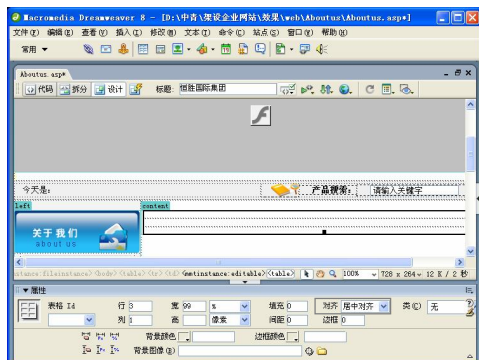 Macromedia Dreamweaver 8 - [D:\中青\架设企业网站\效果\web\Aboutus\Aboutus.asp*]
文件(F) 编辑(E) 查看(V) 插入(I) 修改(M) 文本(T) 命令(C) 站点(S) 窗口(W) 帮助(H)
常用
Aboutus.asp*
代码 拆分 设计 标题: 恒胜国际集团
今天是: 产品搜索: 请输入关键字
left content
关于我们
about us
<body> <table> <tr> <td> <mmtinstance:editable> <table> 100% 728 x 264 12 K / 2 秒
属性
表格 Id 行 3 宽 99 % 填充 0 对齐 居中对齐 类(C) 无
列 1 高 像素 间距 0 边框 0
背景颜色 边框颜色
背景图像(B)